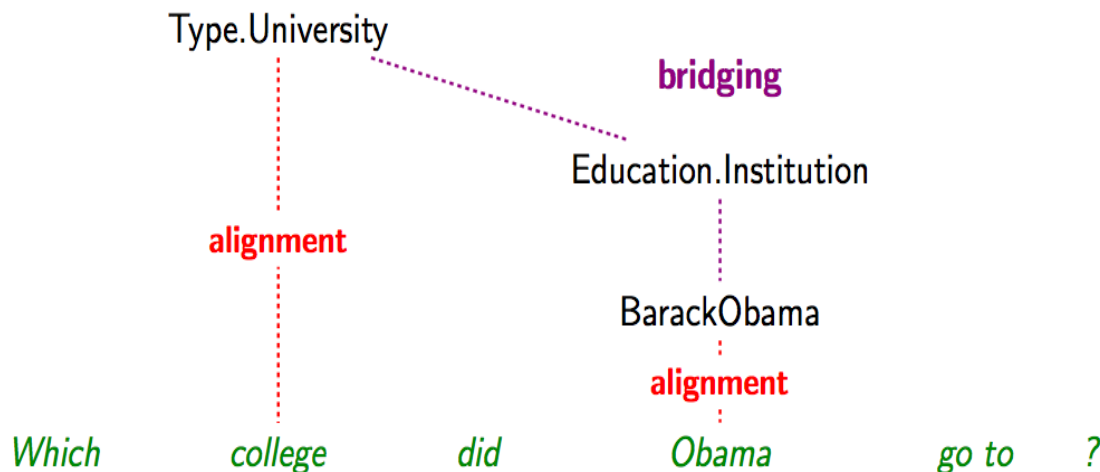 Type.University
bridging
Education.Institution
alignment
BarackObama
alignment
Which college did Obama go to ?